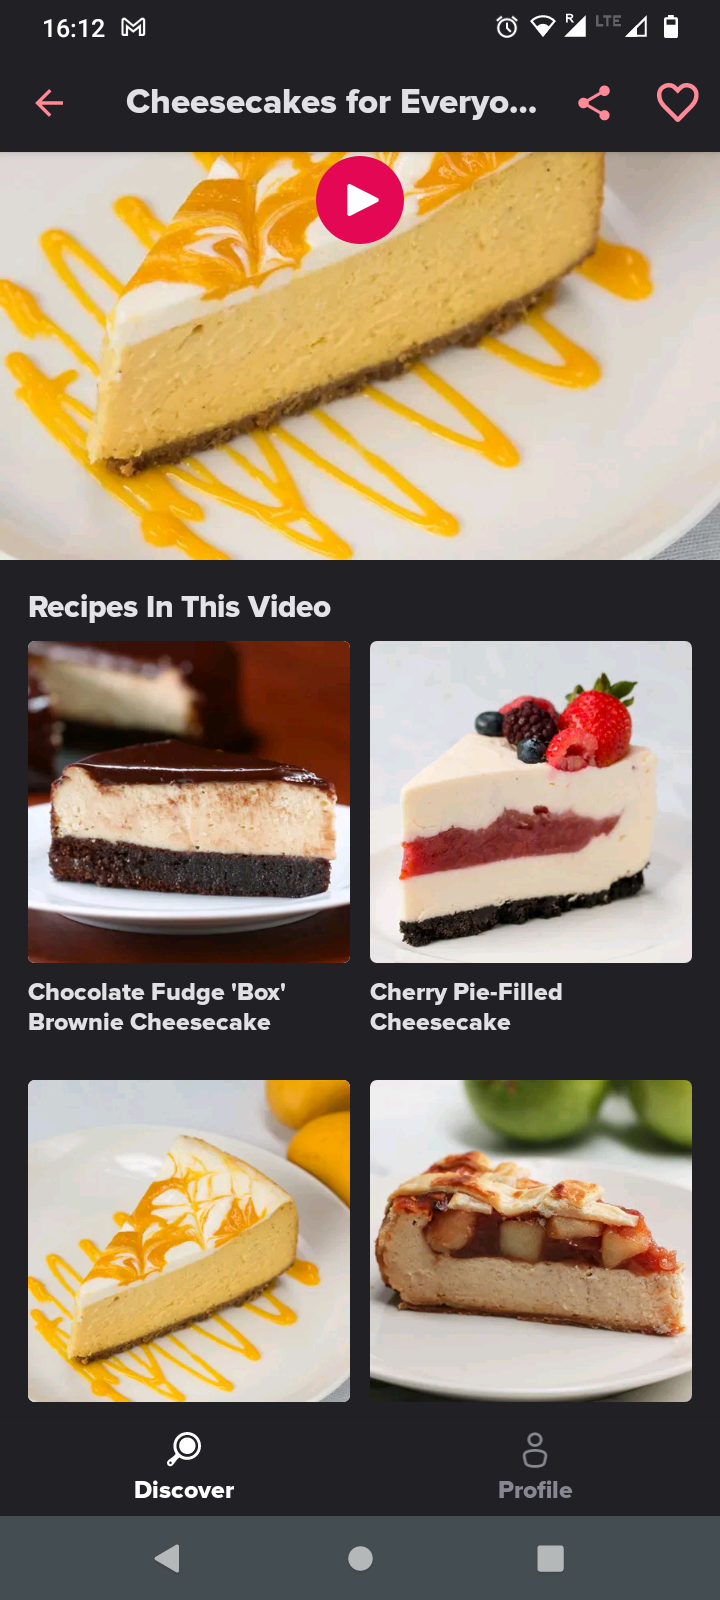 16:12
R
LTE
Cheesecakes for Everyo...
Recipes In This Video
Chocolate Fudge 'Box'
Brownie Cheesecake
Cherry Pie-Filled
Cheesecake
Discover
Profile